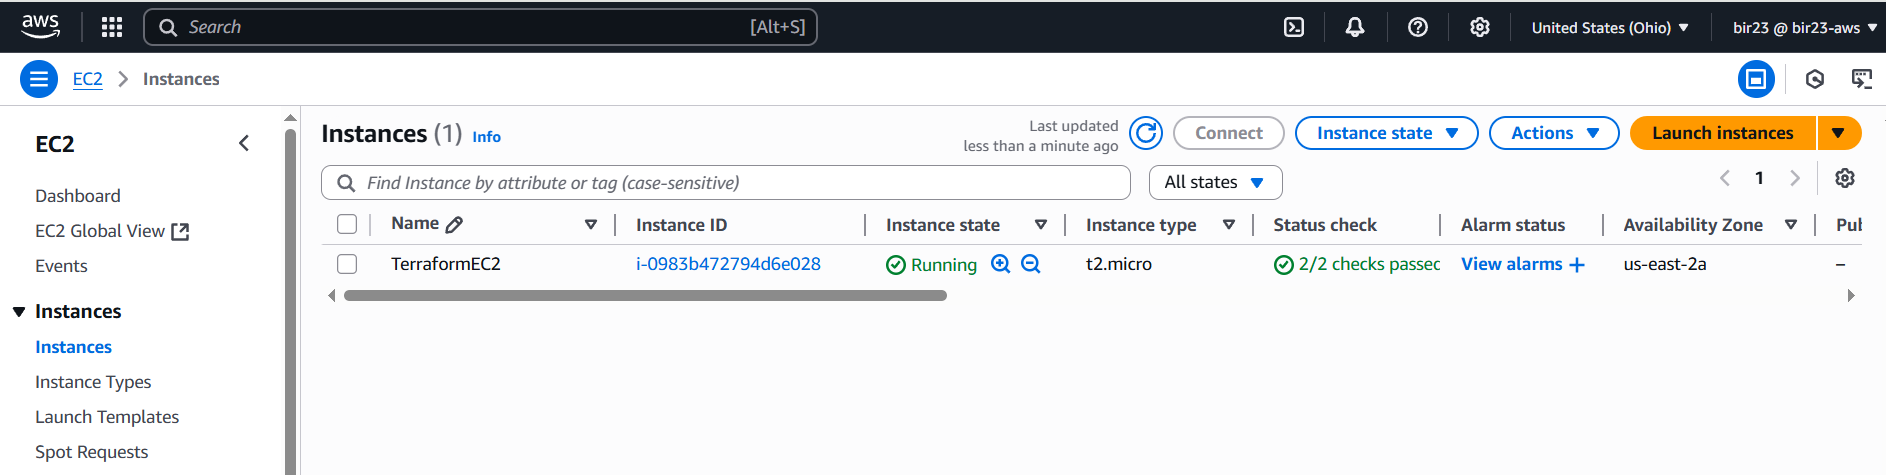 aws
Search [Alt+S]
United States (Ohio)
bir23 @ bir23-aws
EC2 > Instances
EC2
Dashboard
EC2 Global View
Events
Instances
Instances
Instance Types
Launch Templates
Spot Requests
Instances (1) Info
Last updated
less than a minute ago
Connect
Instance state
Actions
Launch instances
Find Instance by attribute or tag (case-sensitive)
All states
1
Name Instance ID Instance state Instance type Status check Alarm status Availability Zone Pub
TerraformEC2 i-0983b472794d6e028 Running t2.micro 2/2 checks passed View alarms + us-east-2a –